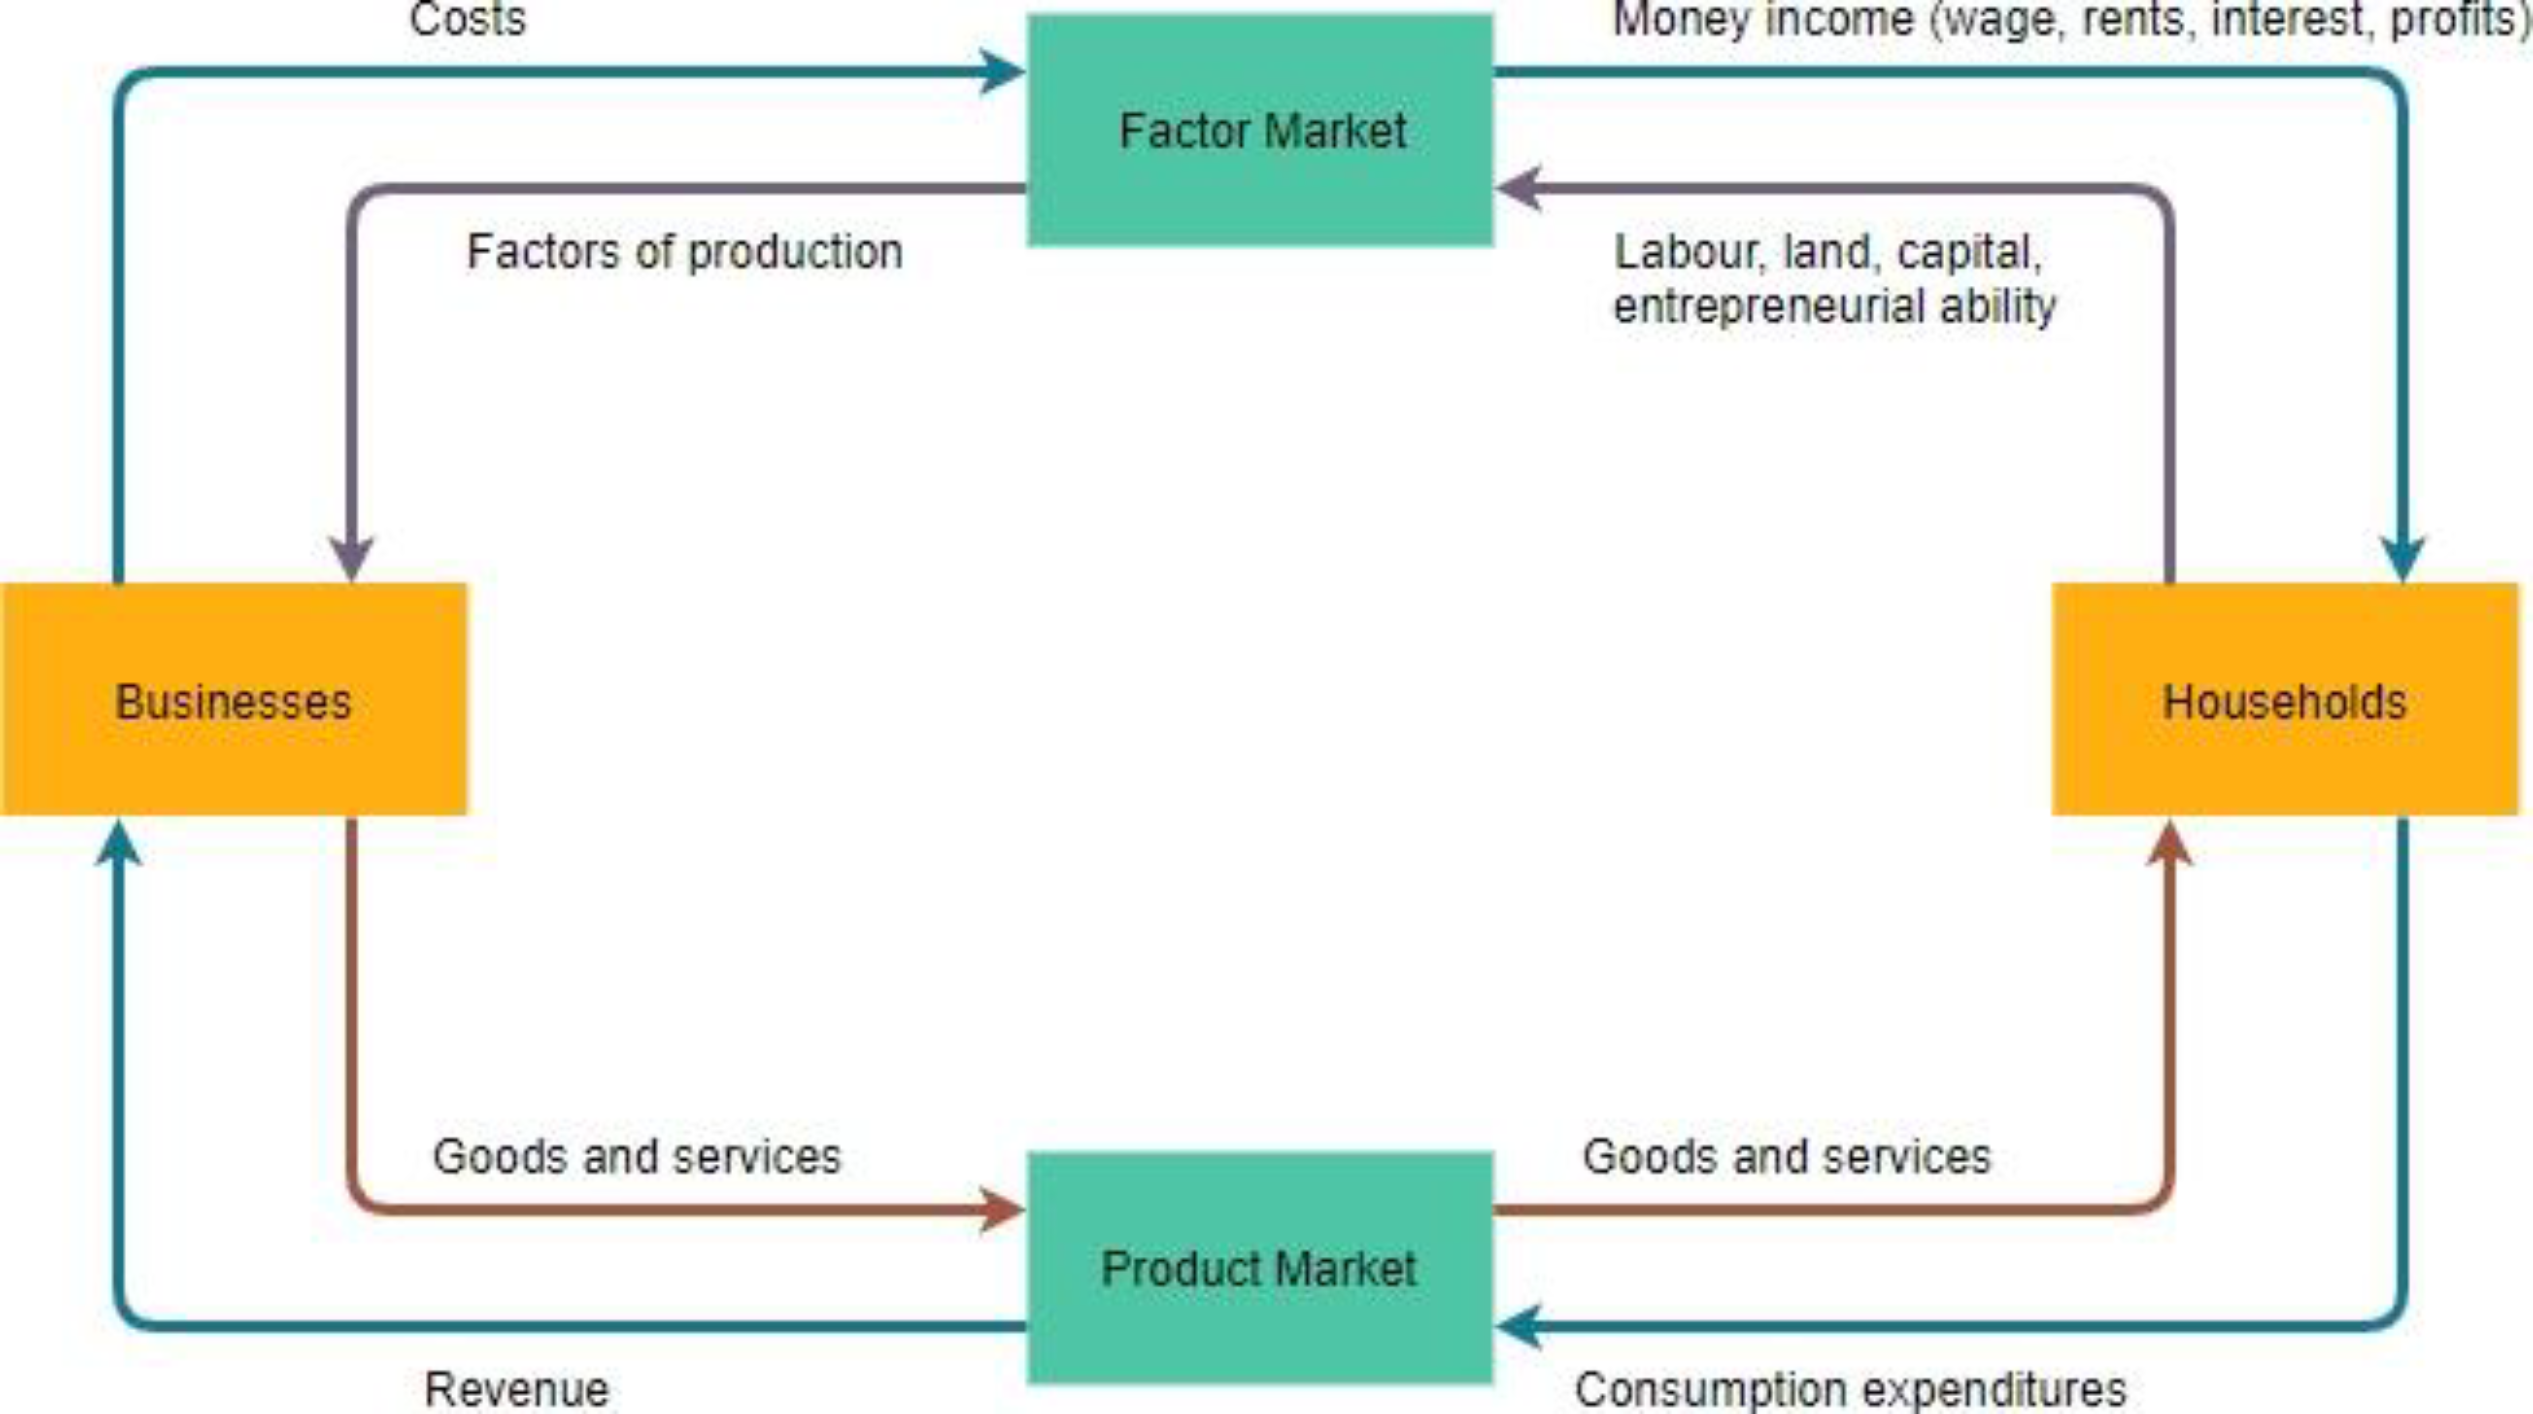 Costs
Money income (wage, rents, interest, profits)
Factor Market
Factors of production
Labour, land, capital,
entrepreneurial ability
Businesses
Households
Goods and services
Goods and services
Product Market
Revenue
Consumption expenditures